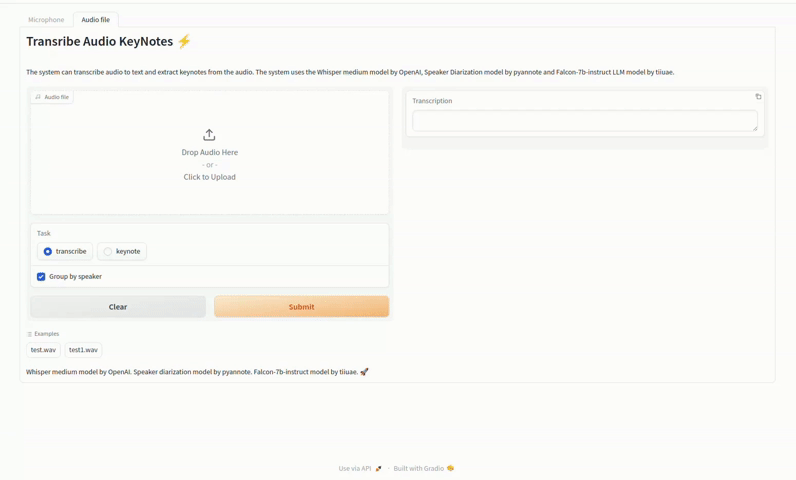 Microphone
Audio file
Transribe Audio KeyNotes ⚡
The system can transcribe audio to text and extract keynotes from the audio. The system uses the Whisper medium model by OpenAI, Speaker Diarization model by pyannote and Falcon-7b-instruct LLM model by tiiuae.
Audio file
Drop Audio Here
- or -
Click to Upload
Transcription
Task
transcribe
keynote
Group by speaker
Clear
Submit
Examples
test.wav
test1.wav
Whisper medium model by OpenAI. Speaker diarization model by pyannote. Falcon-7b-instruct model by tiiuae. 🚀
Use via API 🚀 · Built with Gradio